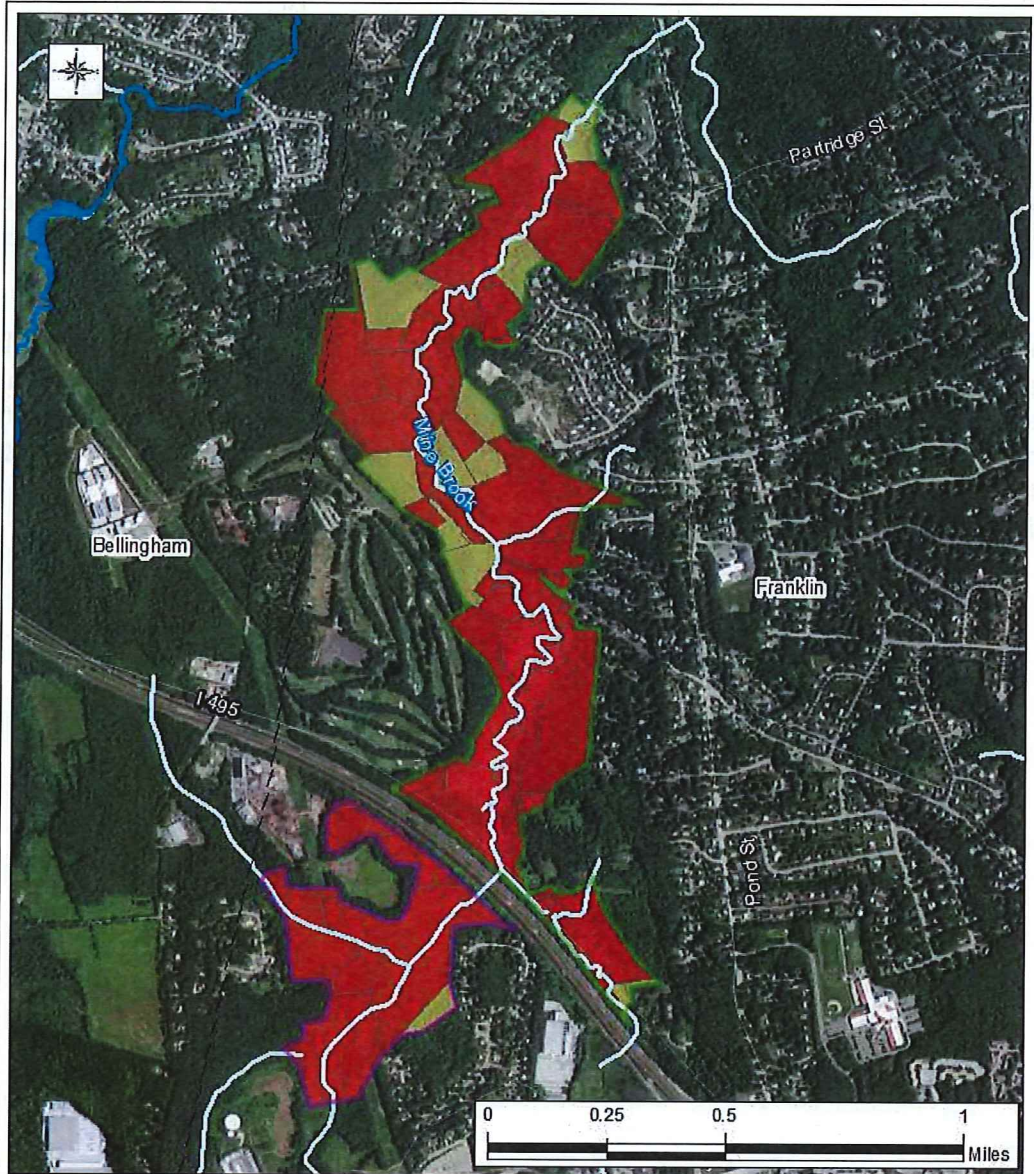 Partridge St
Mine Brook
Bellingham
Franklin
I 495
Pond St
0 0.25 0.5 1
Miles